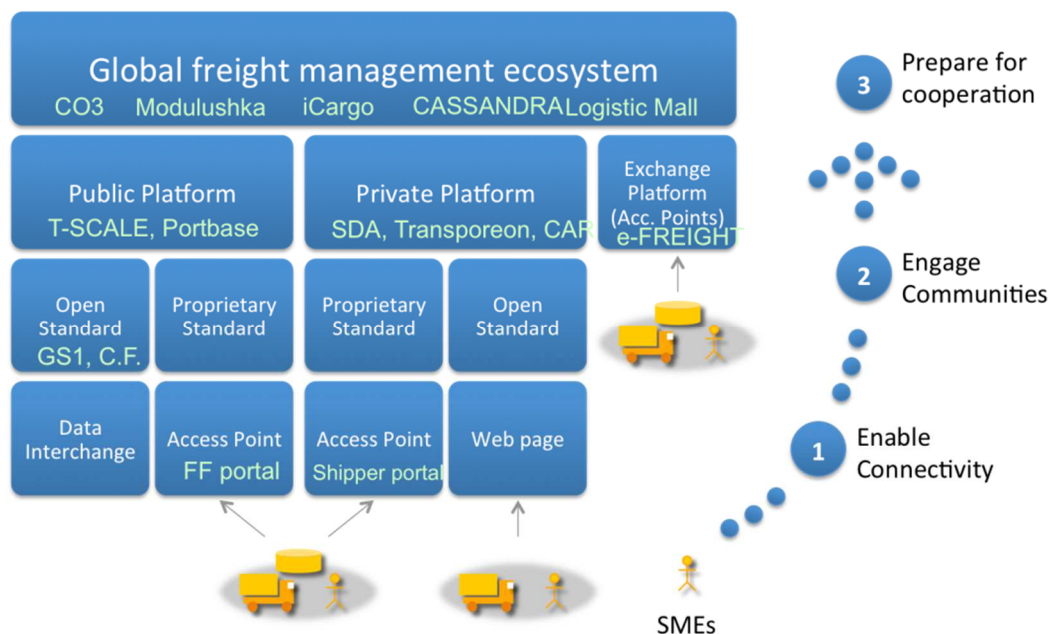 Global freight management ecosystem
CO3 Modulushka iCargo CASSANDRA Logistic Mall
Public Platform
T-SCALE, Portbase
Private Platform
SDA, Transporeon, CAR
Exchange
Platform
(Acc. Points)
e-FREIGHT
Open
Standard
GS1, C.F.
Proprietary
Standard
Proprietary
Standard
Open
Standard
Data
Interchange
Access Point
FF portal
Access Point
Shipper portal
Web page
3
Prepare for
cooperation
2
Engage
Communities
1
Enable
Connectivity
SMEs